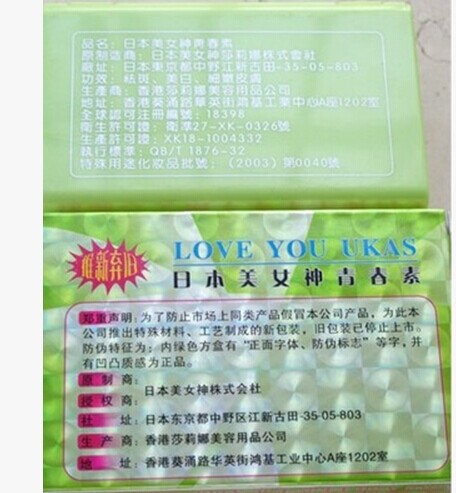 品名：日本美女神青春素
原制造商：日本美女神莎莉娜株式會社
廠址：日本東京都中野江新古田-35-05-803
功效：祛斑、美白、細嫩皮膚
生產商：香港莎莉娜美容用品公司
地址：香港葵涌路華英街鴻基工業中心A座1202室
全球認可注冊編號：18398
衛生許可證：衛準27-XK-0326號
生產許可證：XK18-1004332
執行標準：QB/T 1876-32
特殊用途化妝品批號：（2003）第0040號
維新弃旧
LOVE YOU UKAS
日本美女神青春素
郑重声明：为了防止市场上同类产品假冒本公司产品，为此本
公司推出特殊材料、工艺制成的新包装，旧包装已停止上市。
防伪特征为：内绿色方盒有“正面字体、防伪标志”等字，并
有凹凸质感为正品。
原制商：
日本美女神株式会社
授权商：
社址：日本东京都中野区江新古田-35-05-803
生产商：香港莎莉娜美容用品公司
地址：香港葵涌路华英街鸿基工业中心A座1202室